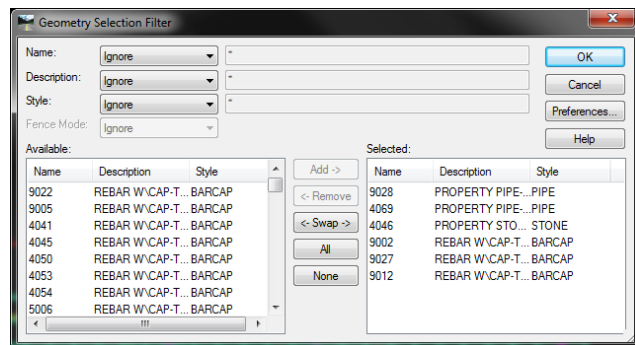 Geometry Selection Filter
Name: Ignore *
OK
Description: Ignore *
Cancel
Style: Ignore *
Preferences...
Fence Mode: Ignore
Help
Available:
Selected:
Name Description Style
9022 REBAR W\CAP-T... BARCAP
9005 REBAR W\CAP-T... BARCAP
4041 REBAR W\CAP-T... BARCAP
4045 REBAR W\CAP-T... BARCAP
4050 REBAR W\CAP-T... BARCAP
4053 REBAR W\CAP-T... BARCAP
4054 REBAR W\CAP-T... BARCAP
5006 REBAR W\CAP-T... BARCAP
Add ->
<- Remove
<- Swap ->
All
None
Name Description Style
9028 PROPERTY PIPE-... PIPE
4069 PROPERTY PIPE-... PIPE
4046 PROPERTY STO... STONE
9002 REBAR W\CAP-T... BARCAP
9027 REBAR W\CAP-T... BARCAP
9012 REBAR W\CAP-T... BARCAP